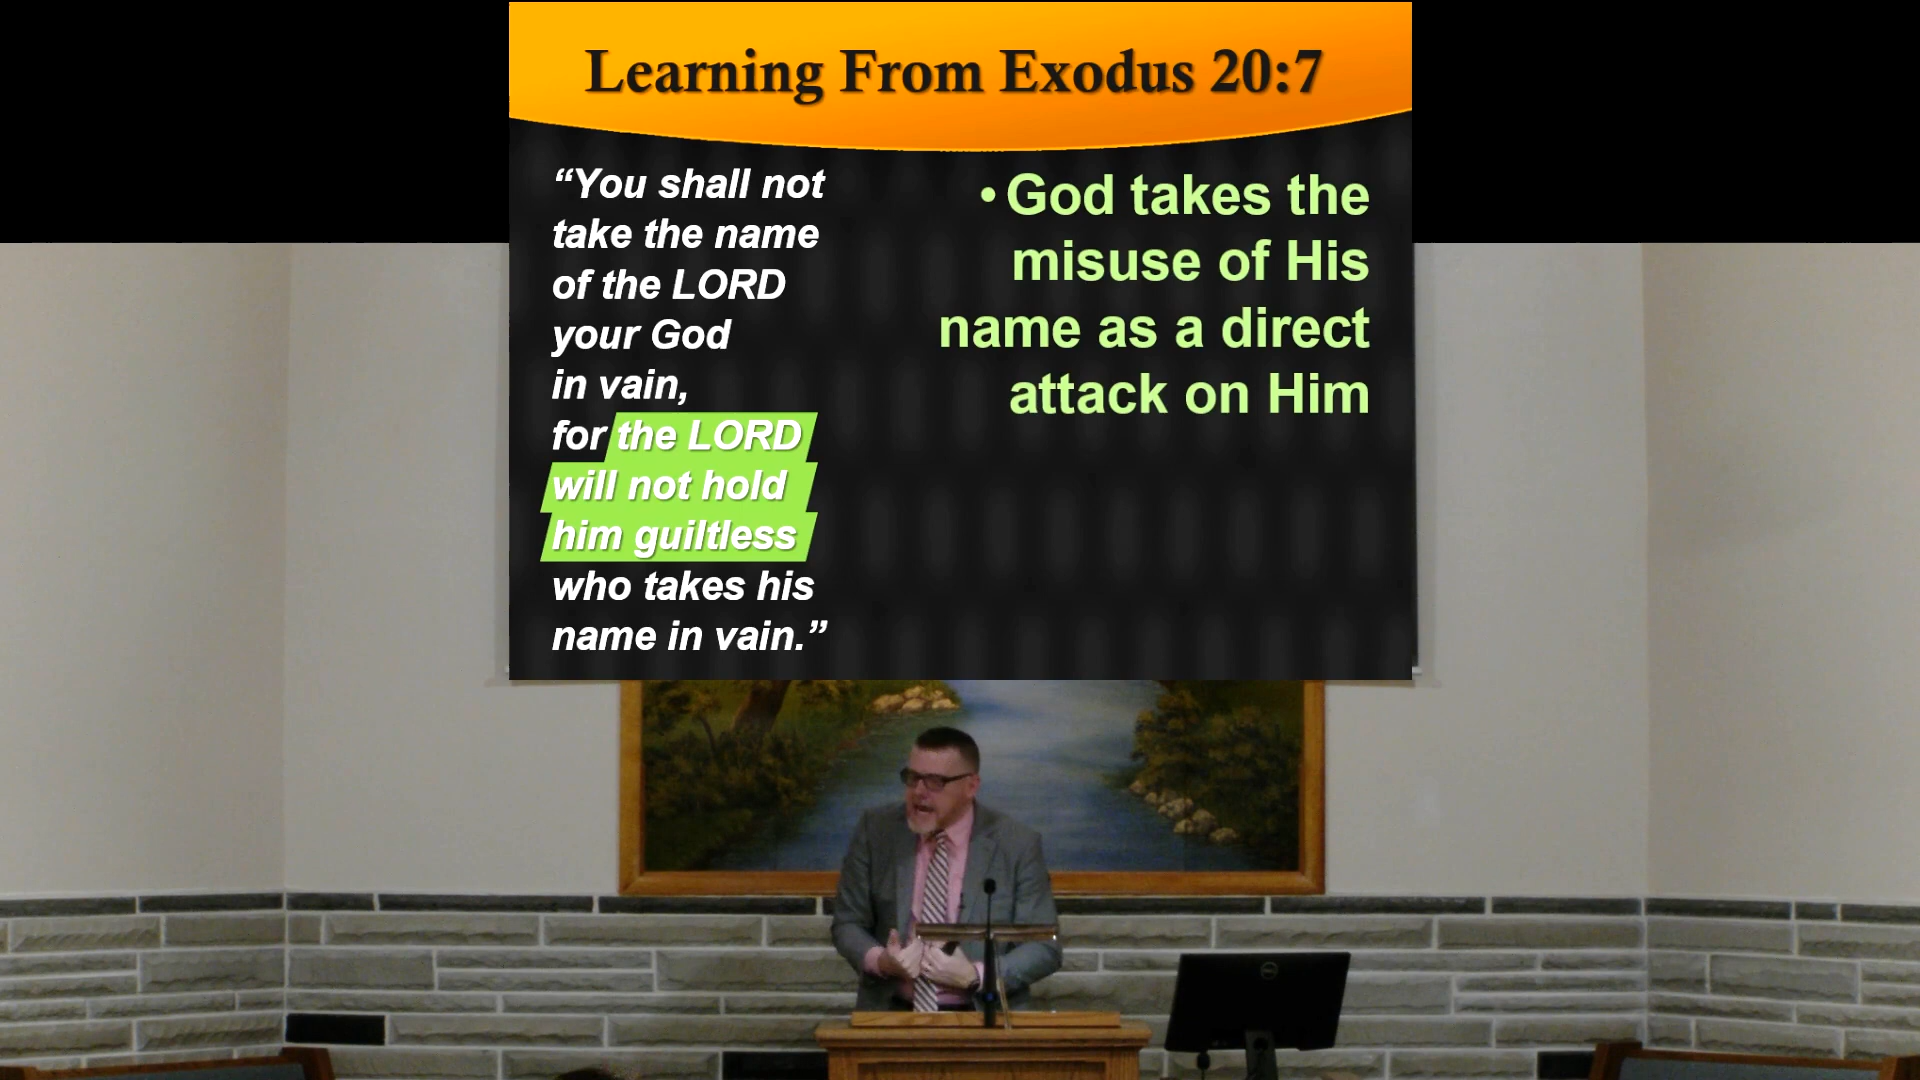 Learning From Exodus 20:7
“You shall not
take the name
of the LORD
your God
in vain,
for the LORD
will not hold
him guiltless
who takes his
name in vain.”
• God takes the
misuse of His
name as a direct
attack on Him
DELL